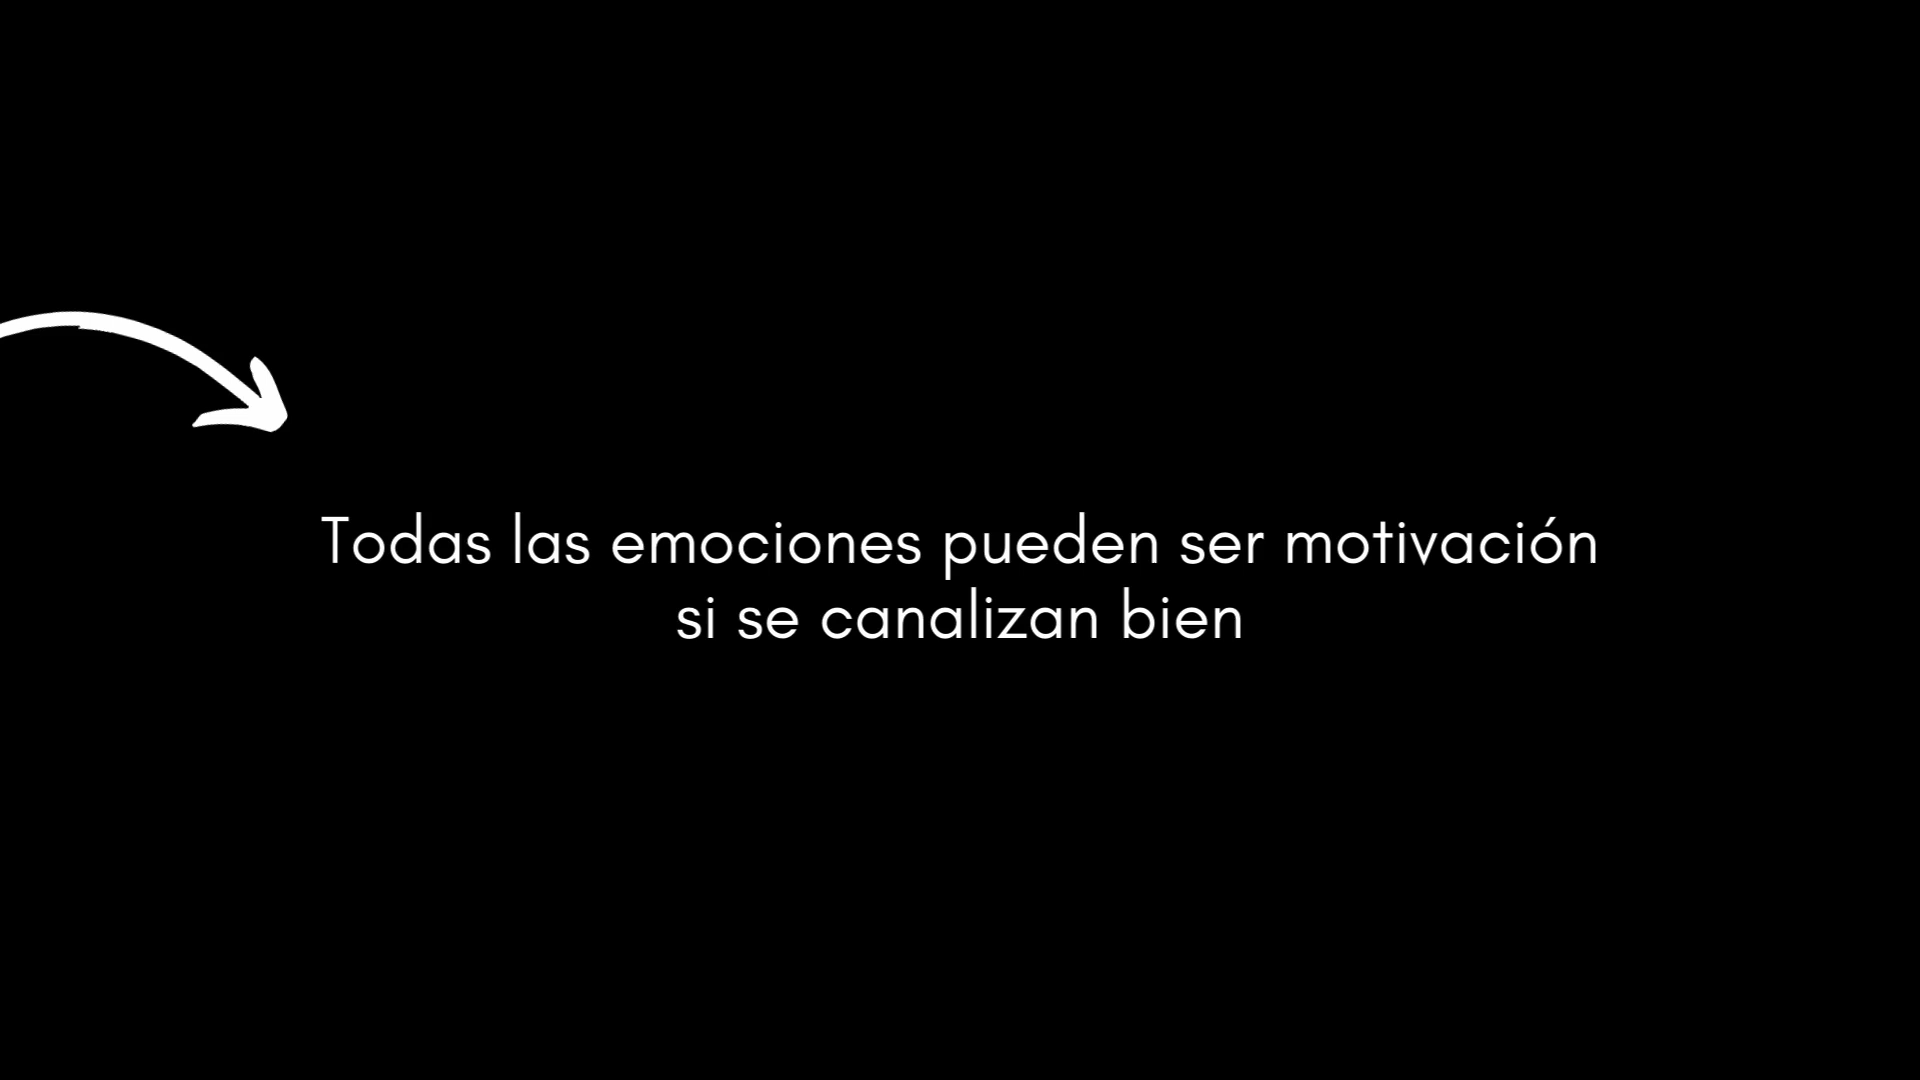 Todas las emociones pueden ser motivación
si se canalizan bien